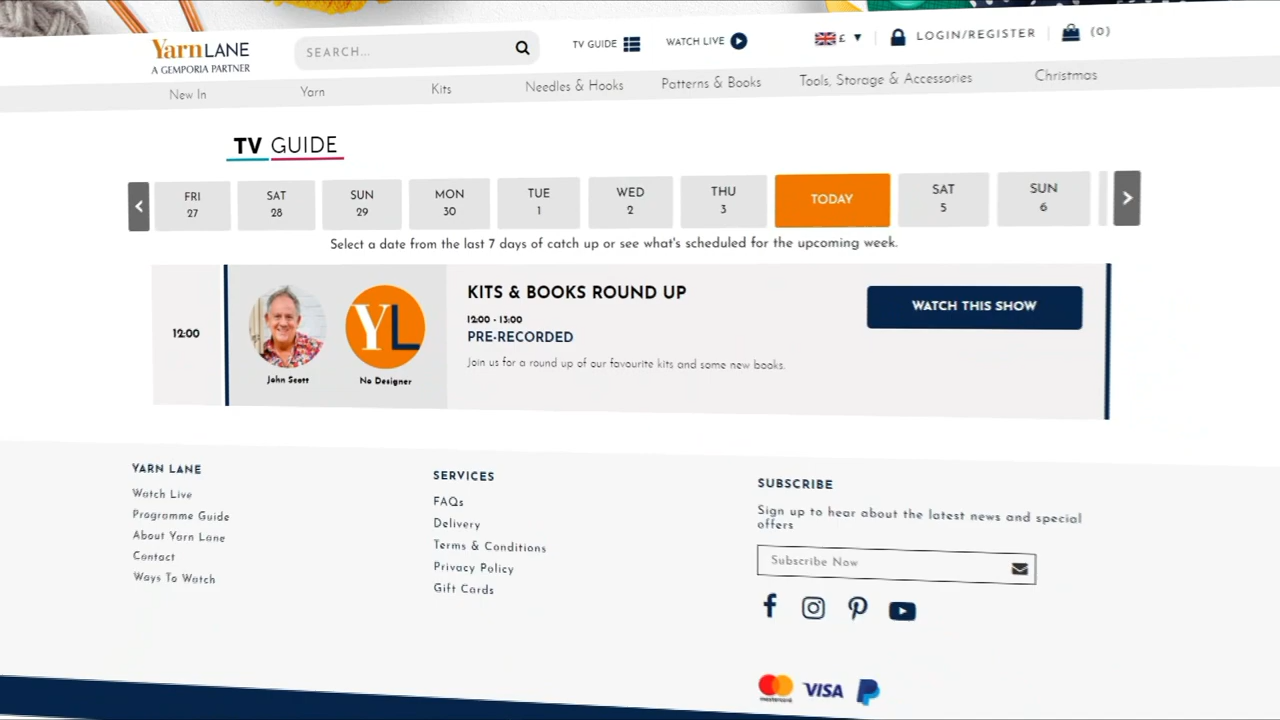 YarnLANE
A GEMPORIA PARTNER
SEARCH...
TV GUIDE
WATCH LIVE
£
LOGIN/REGISTER
(0)
New In
Yarn
Kits
Needles & Hooks
Patterns & Books
Tools, Storage & Accessories
Christmas
TV GUIDE
FRI
27
SAT
28
SUN
29
MON
30
TUE
1
WED
2
THU
3
TODAY
SAT
5
SUN
6
Select a date from the last 7 days of catch up or see what's scheduled for the upcoming week.
12:00
John Scott
YL
No Designer
KITS & BOOKS ROUND UP
12:00 - 13:00
PRE-RECORDED
Join us for a round up of our favourite kits and some new books.
WATCH THIS SHOW
YARN LANE
Watch Live
Programme Guide
About Yarn Lane
Contact
Ways To Watch
SERVICES
FAQs
Delivery
Terms & Conditions
Privacy Policy
Gift Cards
SUBSCRIBE
Sign up to hear about the latest news and special
offers
Subscribe Now
mastercard
VISA